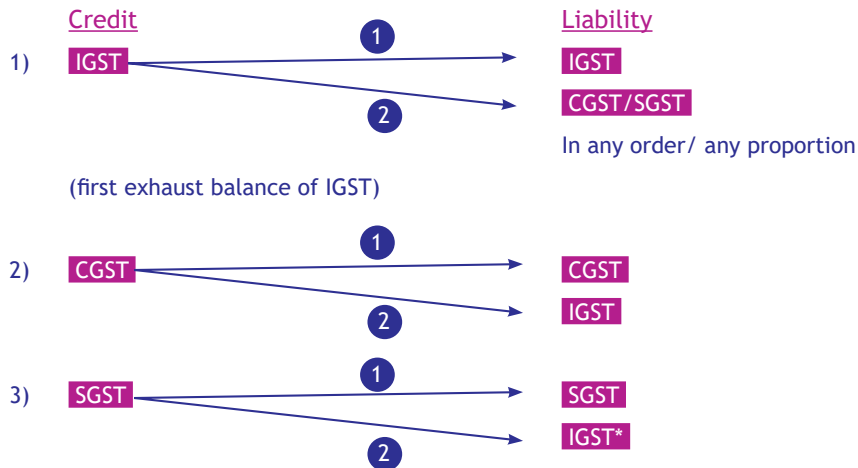 Credit Liability
1
1) IGST IGST
2 CGST/SGST
In any order/ any proportion
(first exhaust balance of IGST)
1
2) CGST CGST
2 IGST
1
3) SGST SGST
2 IGST*